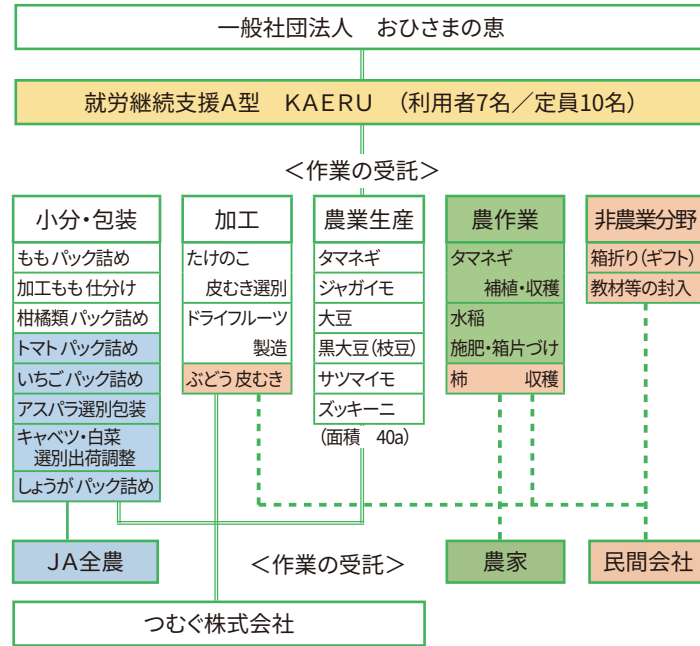 一般社団法人　おひさまの恵
就労継続支援A型　KAERU　（利用者7名／定員10名）
＜作業の受託＞
小分・包装
ももパック詰め
加工もも仕分け
柑橘類パック詰め
トマトパック詰め
いちごパック詰め
アスパラ選別包装
キャベツ・白菜
選別出荷調整
しょうがパック詰め
加工
たけのこ
皮むき選別
ドライフルーツ
製造
ぶどう皮むき
農業生産
タマネギ
ジャガイモ
大豆
黒大豆（枝豆）
サツマイモ
ズッキーニ
（面積　40a）
農作業
タマネギ
補植・収穫
水稲
施肥・箱片づけ
柿　収穫
非農業分野
箱折り（ギフト）
教材等の封入
JA全農
＜作業の受託＞
農家
民間会社
つむぐ株式会社